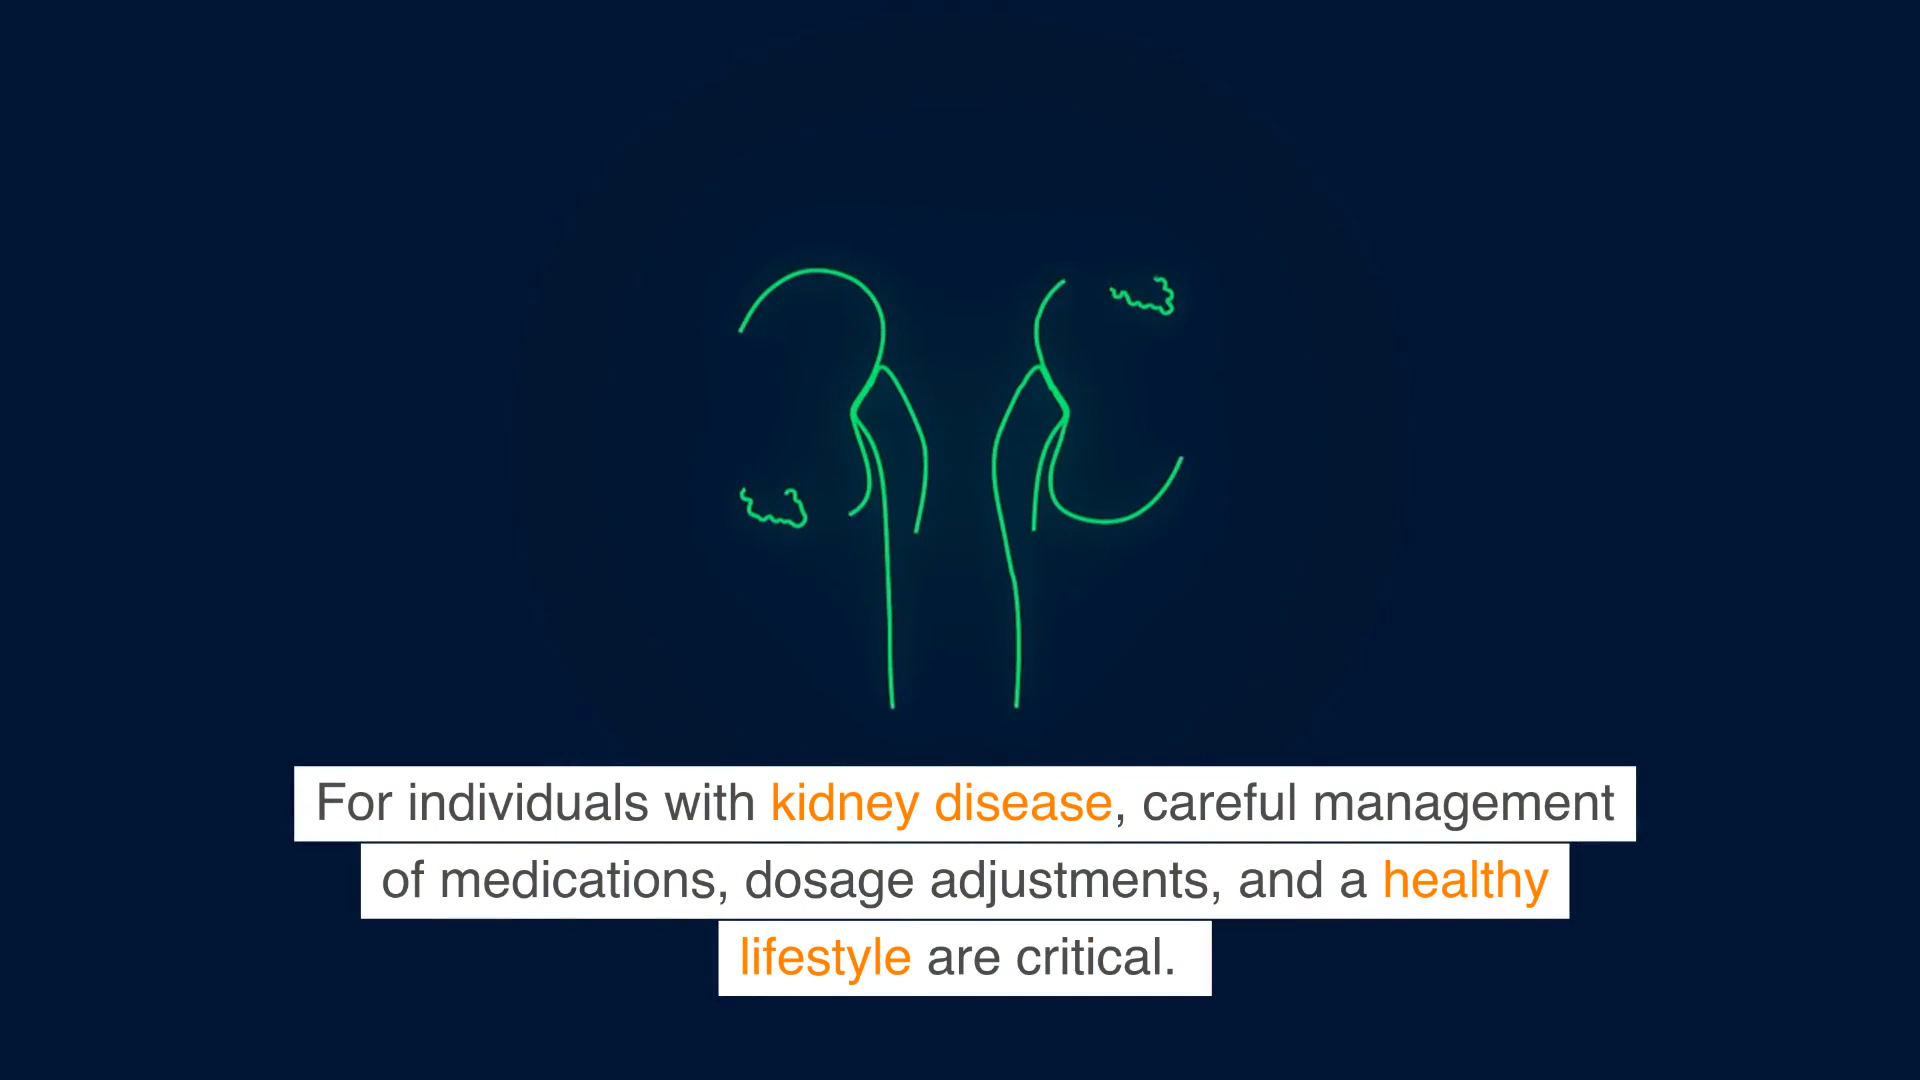 For individuals with kidney disease, careful management
of medications, dosage adjustments, and a healthy
lifestyle are critical.